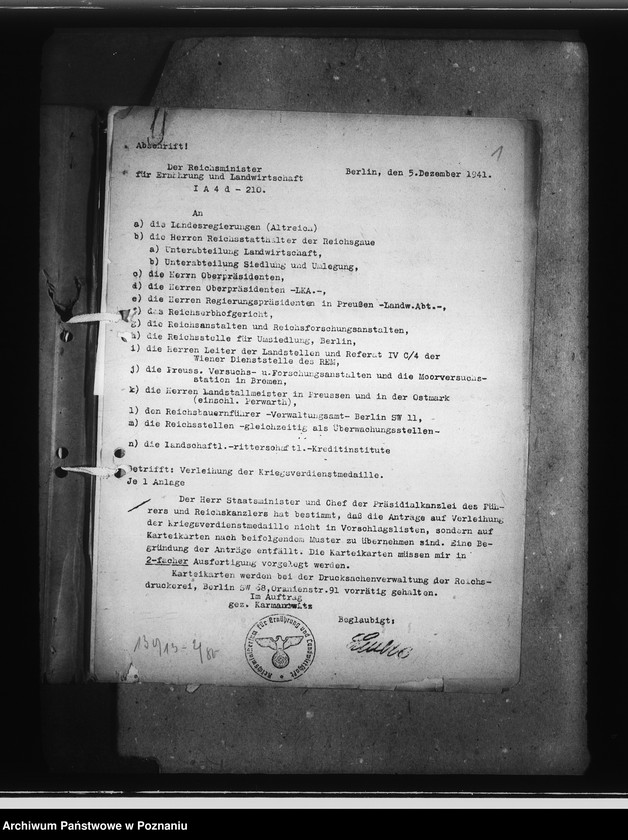 Abschrift!
1
Der Reichsminister
für Ernährung und Landwirtschaft
Berlin, den 5.Dezember 1941.
I A 4 d - 210.
An
a) die Landesregierungen (Altreich)
b) die Herren Reichsstatthalter der Reichsgaue
a) Unterabteilung Landwirtschaft,
b) Unterabteilung Siedlung und Umlegung,
c) die Herrn Oberpräsidenten,
d) die Herren Oberpräsidenten -LKA.-,
e) die Herren Regierungspräsidenten in Preußen -Landw.Abt.-,
f) das Reichserbhofgericht,
g) die Reichsanstalten und Reichsforschungsanstalten,
h) die Reichsstelle für Umsiedlung, Berlin,
i) die Herren Leiter der Landstellen und Referat IV C/4 der
Wiener Dienststelle des REM,
j) die Preuss. Versuchs- u.Forschungsanstalten und die Moorversuchs-
station in Bremen,
k) die Herren Landstallmeister in Preussen und in der Ostmark
(einschl. Perwarth),
l) den Reichsbauernführer -Verwaltungsamt- Berlin SW 11,
m) die Reichsstellen -gleichzeitig als Überwachungsstellen-
n) die landschaftl.-ritterschaftl.-Kreditinstitute
Betrifft: Verleihung der Kriegsverdienstmedaille.
Je 1 Anlage
Der Herr Staatsminister und Chef der Präsidialkanzlei des Füh-
rers und Reichskanzlers hat bestimmt, daß die Anträge auf Verleihung
der Kriegsverdienstmedaille nicht in Vorschlagslisten, sondern auf
Karteikarten nach beifolgendem Muster zu übernehmen sind. Eine Be-
gründung der Anträge entfällt. Die Karteikarten müssen mir in
2-facher Ausfertigung vorgelegt werden.
Karteikarten werden bei der Drucksachenverwaltung der Reichs-
druckerei, Berlin SW 68,Oranienstr.91 vorrätig gehalten.
Im Auftrag
gez. Karmanowitz
Beglaubigt:
Reichsministerium für Ernährung und Landwirtschaft
Archiwum Państwowe w Poznaniu